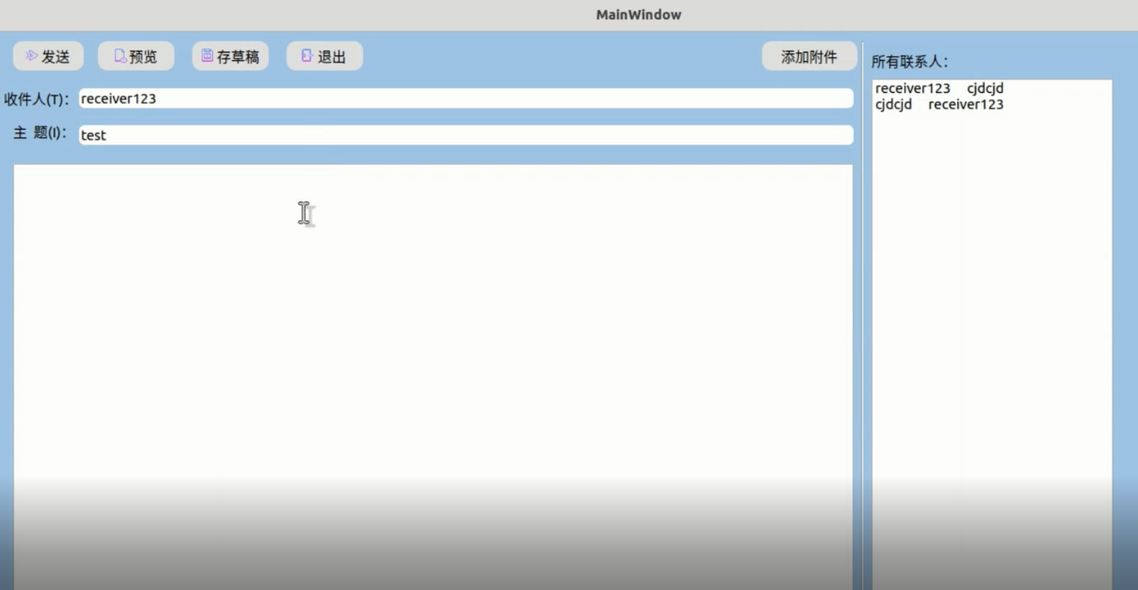 MainWindow
发送 预览 存草稿 退出 添加附件
收件人(T)： receiver123
主 题(I)： test
所有联系人：
receiver123 cjdcjd
cjdcjd receiver123